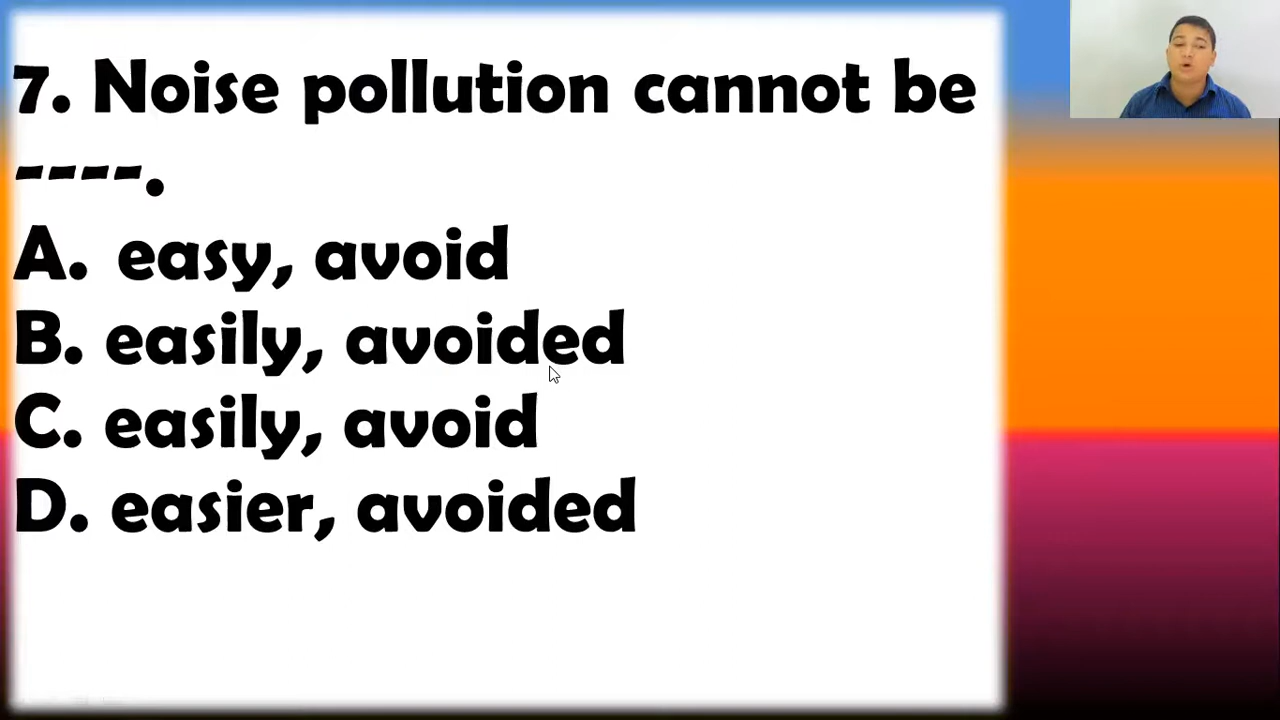 7. Noise pollution cannot be
----.
A. easy, avoid
B. easily, avoided
C. easily, avoid
D. easier, avoided